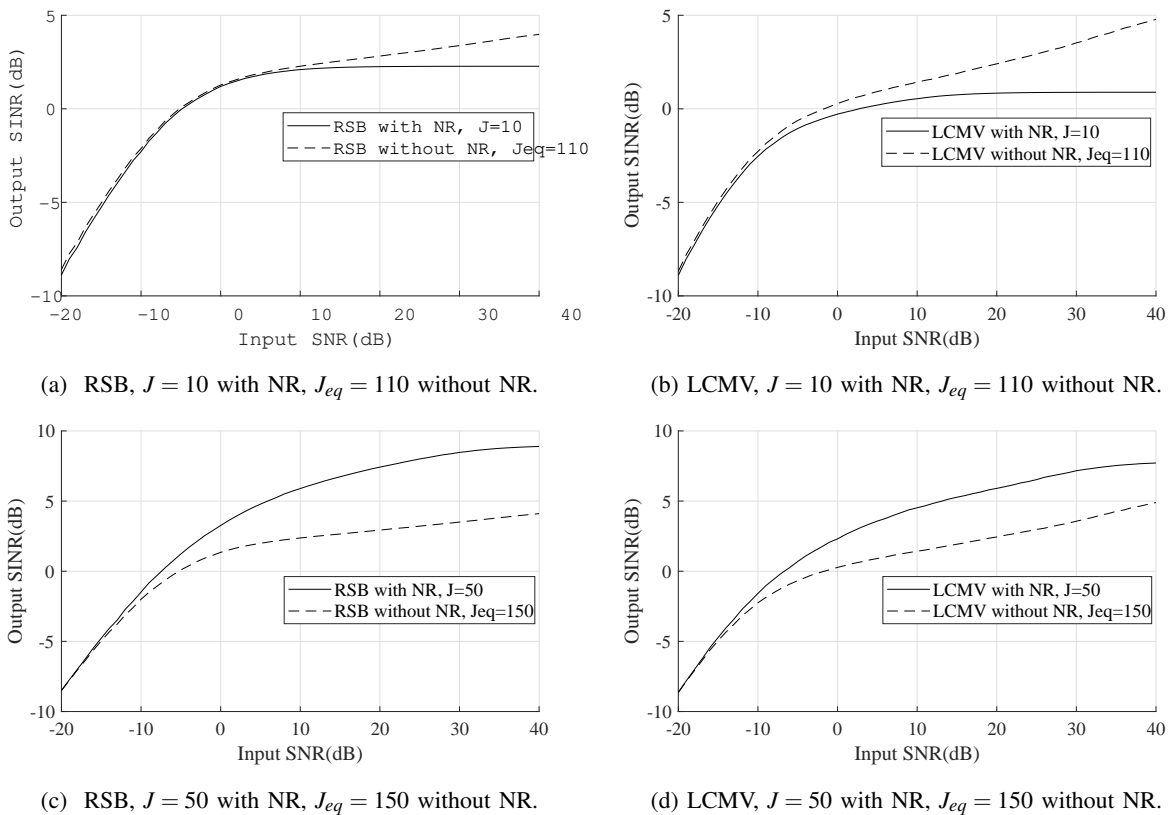 5
0
−5
−10
Output SINR(dB)
RSB with NR, J=10
RSB without NR, Jeq=110
−20 −10 0 10 20 30 40
Input SNR(dB)
(a) RSB, J = 10 with NR, J_eq = 110 without NR.
5
0
-5
-10
Output SINR(dB)
LCMV with NR, J=10
LCMV without NR, Jeq=110
-20 -10 0 10 20 30 40
Input SNR(dB)
(b) LCMV, J = 10 with NR, J_eq = 110 without NR.
10
5
0
-5
-10
Output SINR(dB)
RSB with NR, J=50
RSB without NR, Jeq=150
-20 -10 0 10 20 30 40
Input SNR(dB)
(c) RSB, J = 50 with NR, J_eq = 150 without NR.
10
5
0
-5
-10
Output SINR(dB)
LCMV with NR, J=50
LCMV without NR, Jeq=150
-20 -10 0 10 20 30 40
Input SNR(dB)
(d) LCMV, J = 50 with NR, J_eq = 150 without NR.